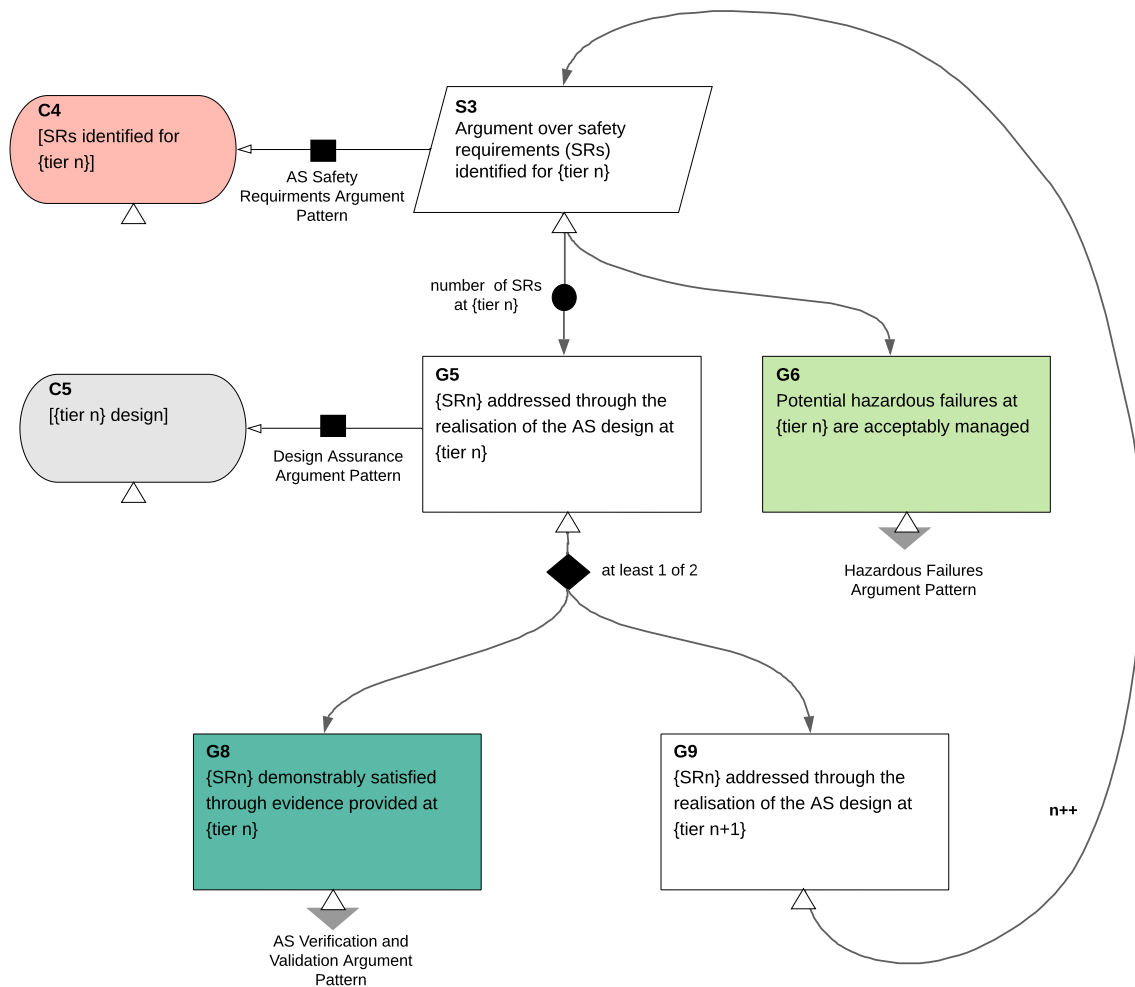 C4
[SRs identified for
{tier n}]
AS Safety
Requirments Argument
Pattern
S3
Argument over safety
requirements (SRs)
identified for {tier n}
number  of SRs
at {tier n}
C5
[{tier n} design]
Design Assurance
Argument Pattern
G5
{SRn} addressed through the
realisation of the AS design at
{tier n}
G6
Potential hazardous failures at
{tier n} are acceptably managed
Hazardous Failures
Argument Pattern
at least 1 of 2
G8
{SRn} demonstrably satisfied
through evidence provided at
{tier n}
AS Verification and
Validation Argument
Pattern
G9
{SRn} addressed through the
realisation of the AS design at
{tier n+1}
n++